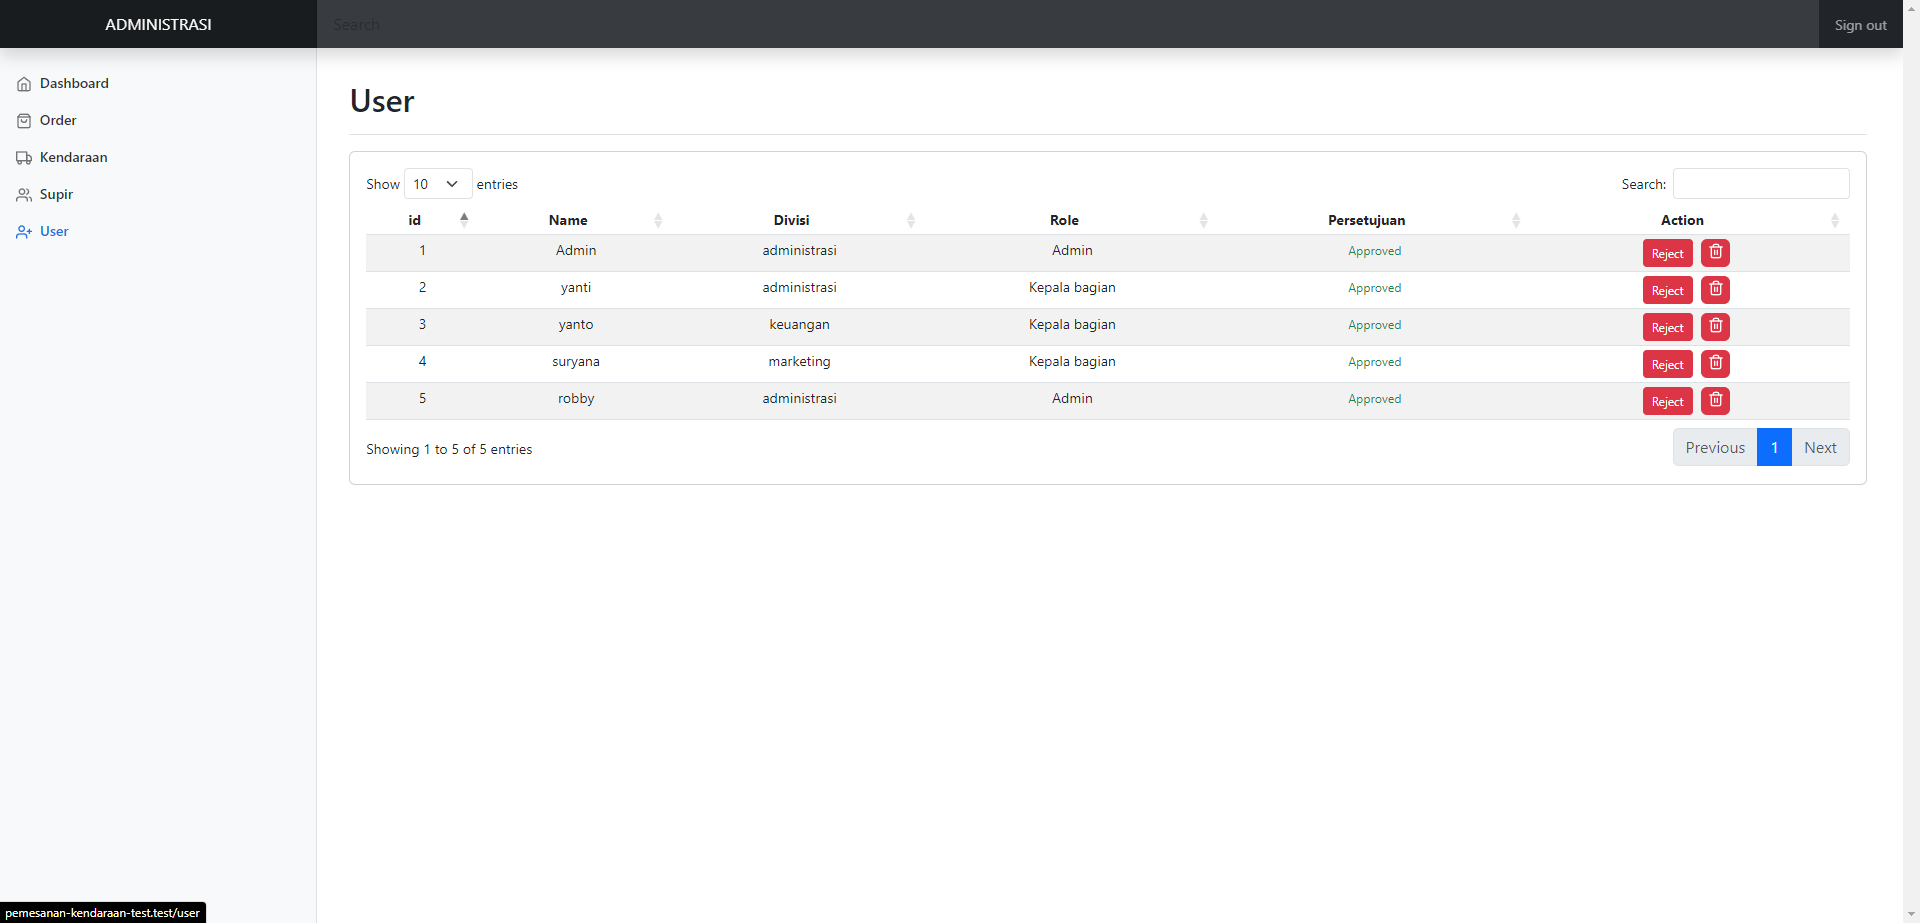 ADMINISTRASI Search Sign out
Dashboard
Order
Kendaraan
Supir
User
User
Show 10 entries Search:
id Name Divisi Role Persetujuan Action
1 Admin administrasi Admin Approved Reject
2 yanti administrasi Kepala bagian Approved Reject
3 yanto keuangan Kepala bagian Approved Reject
4 suryana marketing Kepala bagian Approved Reject
5 robby administrasi Admin Approved Reject
Showing 1 to 5 of 5 entries Previous 1 Next
pemesanan-kendaraan-test.test/user